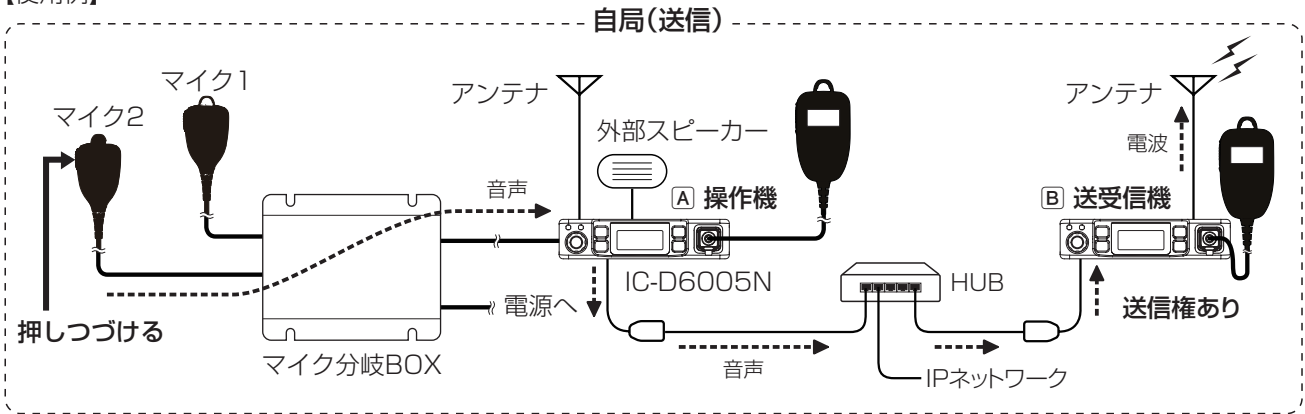 【使用例】
自局(送信)
マイク1
マイク2
アンテナ
外部スピーカー
アンテナ
電波
音声
A 操作機
B 送受信機
IC-D6005N
HUB
電源へ
送信権あり
押しつづける
マイク分岐BOX
音声
IPネットワーク